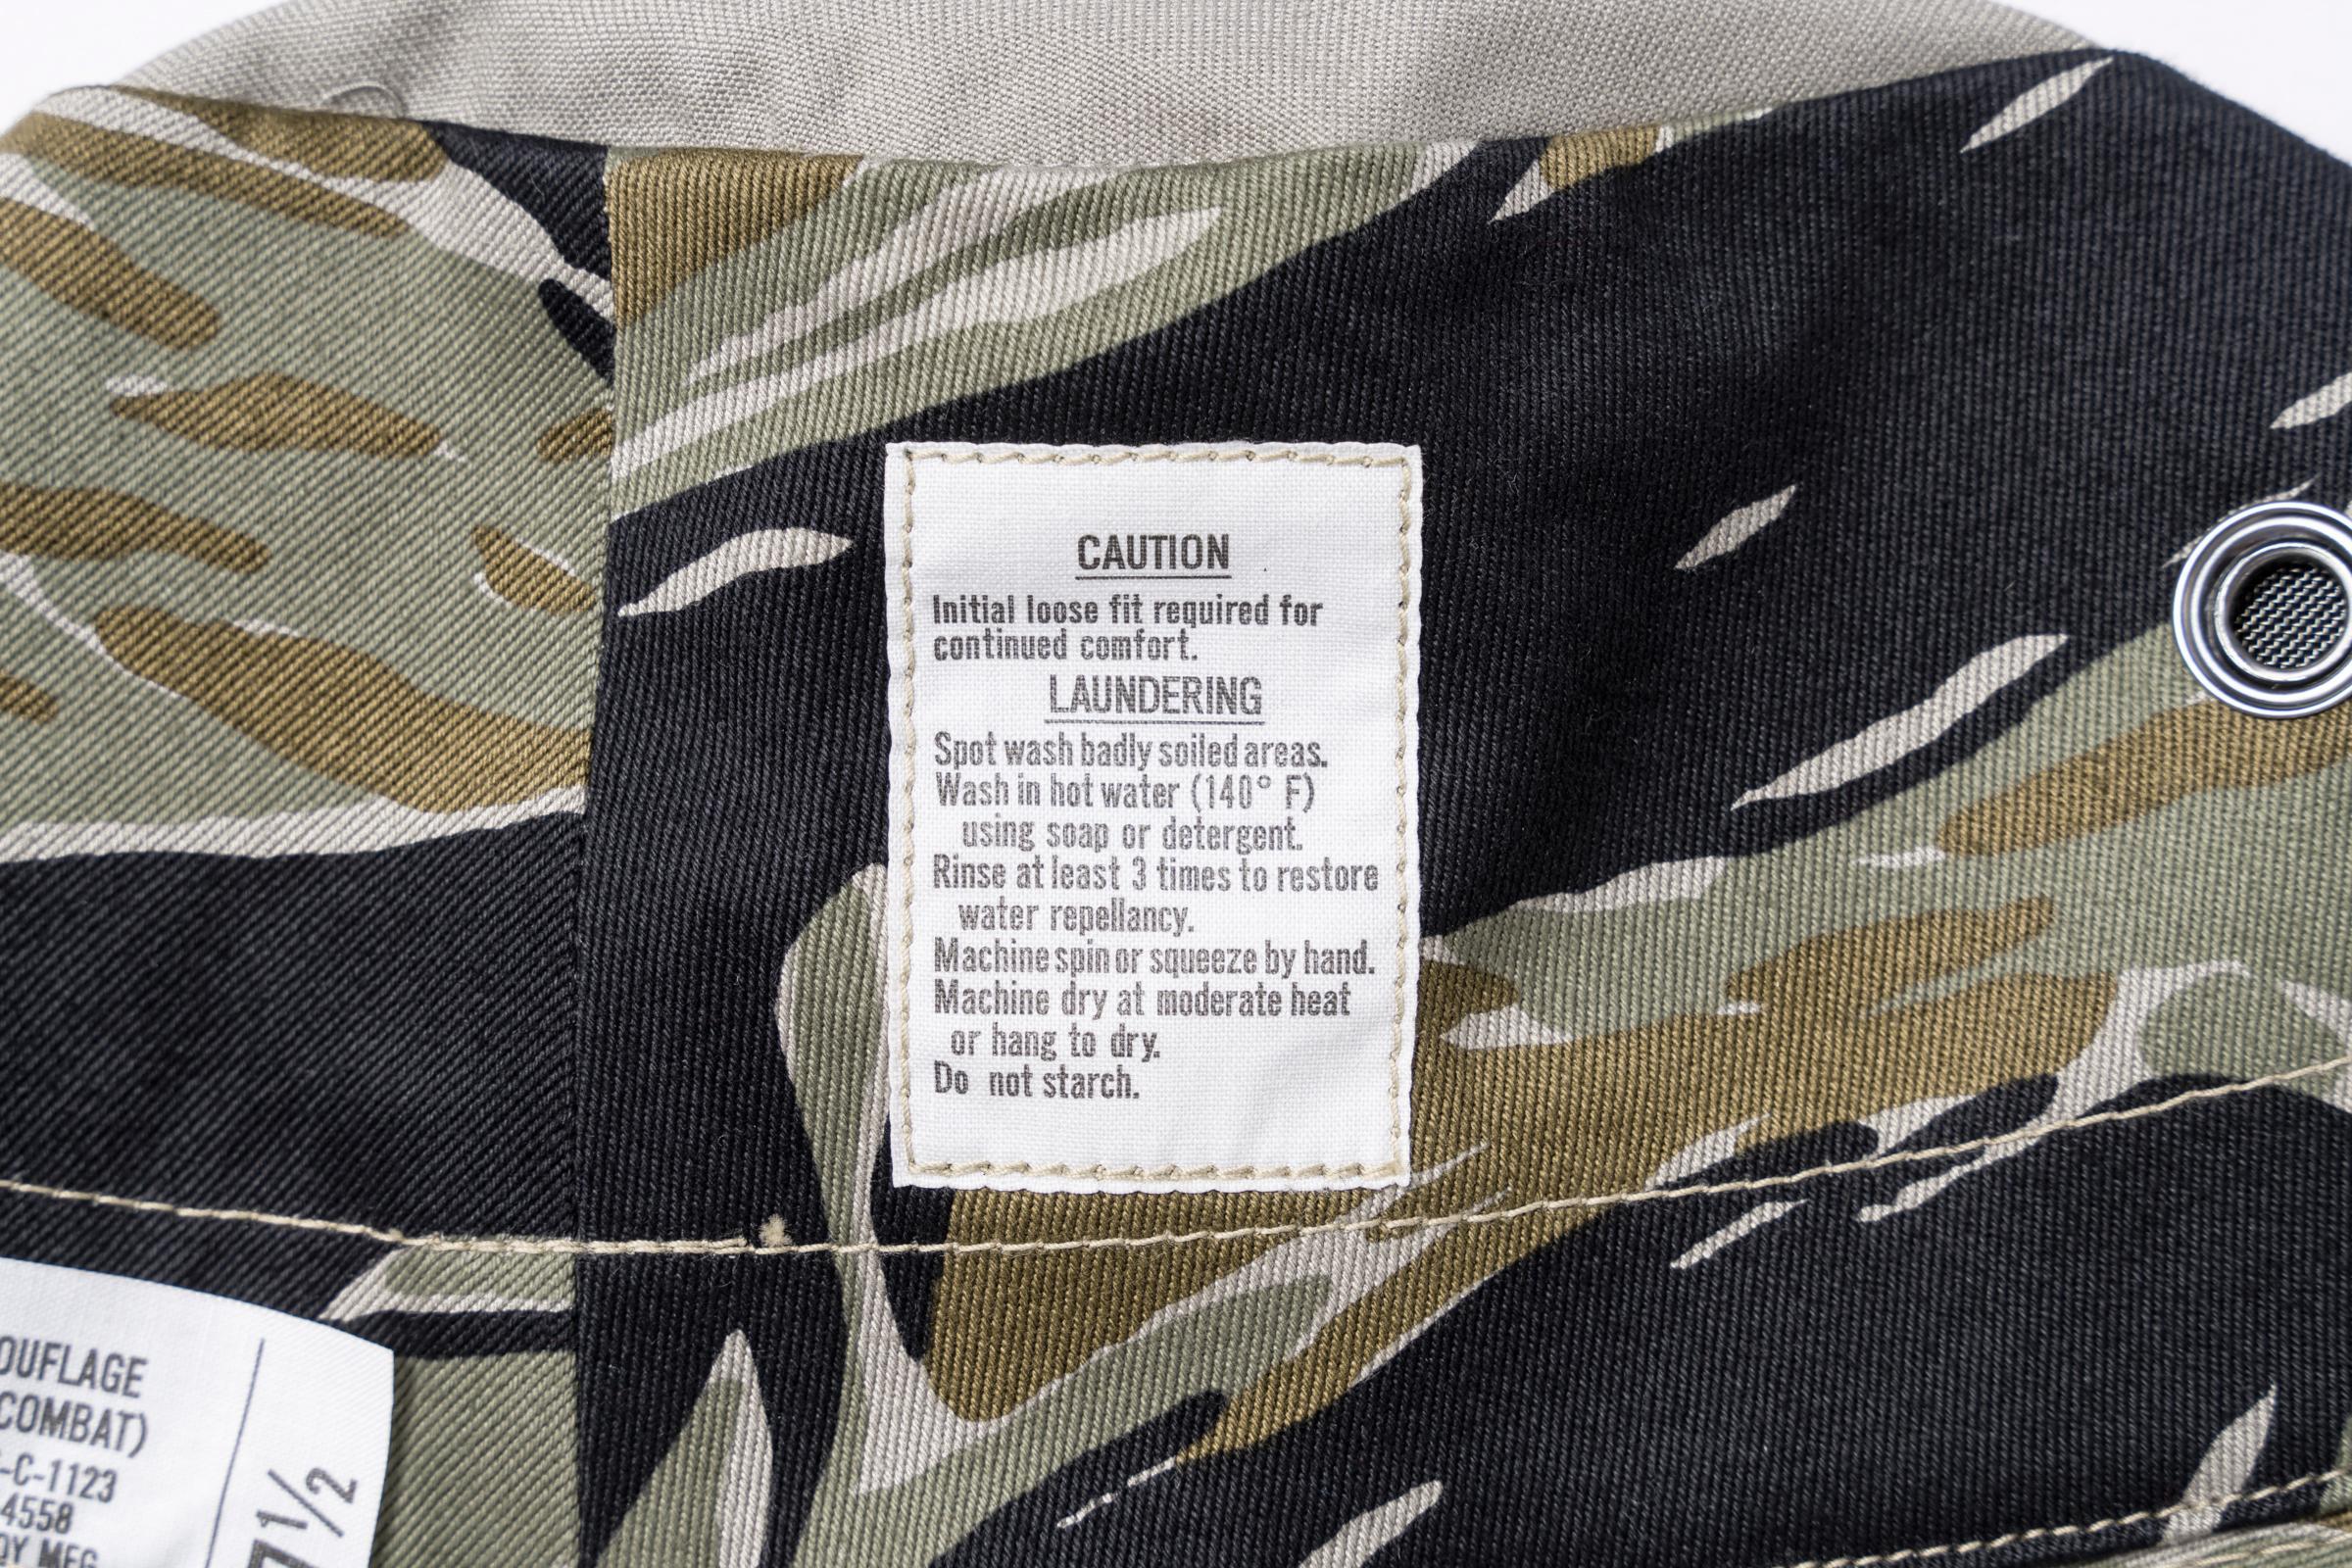 CAUTION
Initial loose fit required for
continued comfort.
LAUNDERING
Spot wash badly soiled areas.
Wash in hot water (140° F)
using soap or detergent.
Rinse at least 3 times to restore
water repellancy.
Machine spin or squeeze by hand.
Machine dry at moderate heat
or hang to dry.
Do not starch.
OUFLAGE
COMBAT)
-C-1123
4558
7½